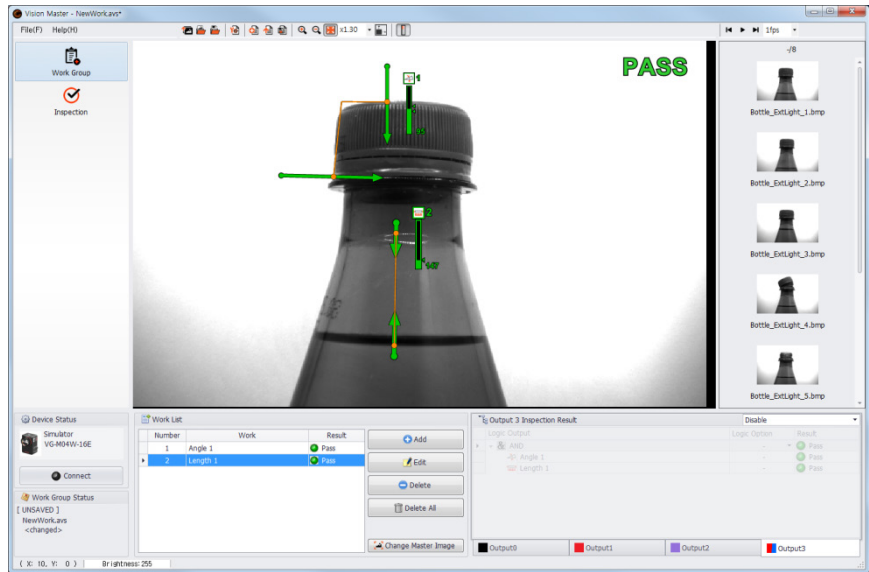 Vision Master - NewWork.avs*
File(F) Help(H)
x1.30
1fps
Work Group
Inspection
PASS
1
95
2
147
-/8
Bottle_ExtLight_1.bmp
Bottle_ExtLight_2.bmp
Bottle_ExtLight_3.bmp
Bottle_ExtLight_4.bmp
Bottle_ExtLight_5.bmp
Device Status
Simulator
VG-M04W-16E
Connect
Work Group Status
[ UNSAVED ]
NewWork.avs
<changed>
Work List
Number Work Result
1 Angle 1 Pass
2 Length 1 Pass
Add
Edit
Delete
Delete All
Change Master Image
Output 3 Inspection Result Disable
Logic Output Logic Option Result
AND - Pass
Angle 1 - Pass
Length 1 - Pass
Output0 Output1 Output2 Output3
( X: 10, Y: 0 ) Brightness: 255